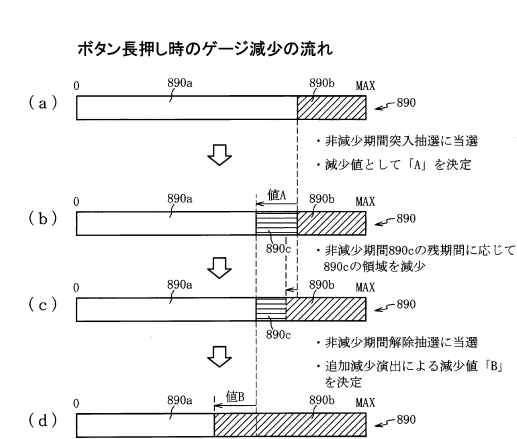 ボタン長押し時のゲージ減少の流れ
0 890a 890b MAX
(a) 890
・非減少期間突入抽選に当選
・減少値として「A」を決定
値A
0 890a 890b MAX
(b) 890
890c
・非減少期間890cの残期間に応じて
890cの領域を減少
0 890a 890b MAX
(c) 890
890c
・非減少期間解除抽選に当選
・追加減少演出による減少値「B」
を決定
値B
0 890a 890b MAX
(d) 890